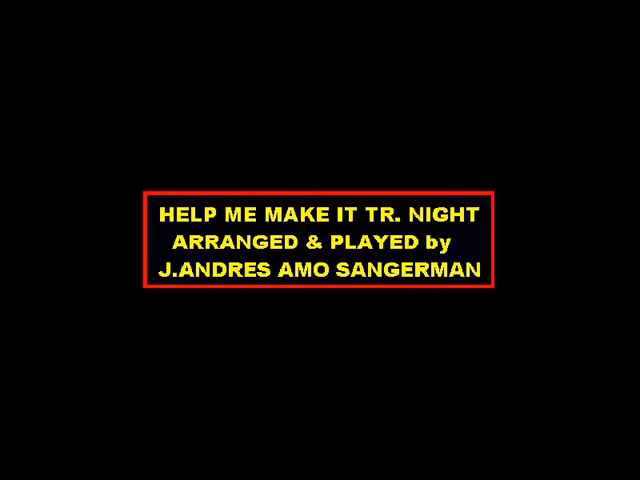 HELP ME MAKE IT TR. NIGHT
ARRANGED & PLAYED by
J.ANDRES AMO SANGERMAN